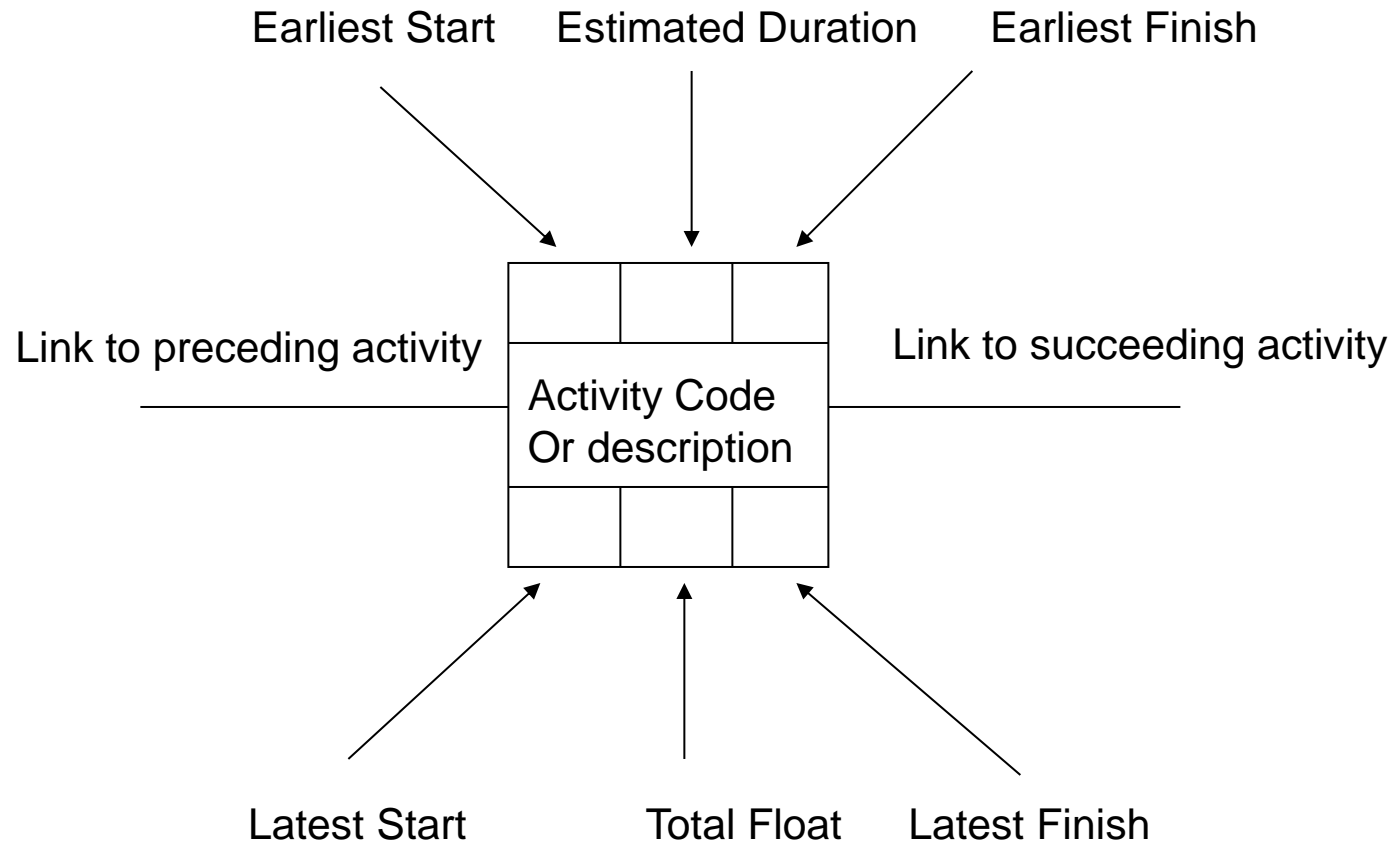 Earliest Start
Estimated Duration
Earliest Finish
Link to preceding activity
Link to succeeding activity
Activity Code
Or description
Latest Start
Total Float
Latest Finish